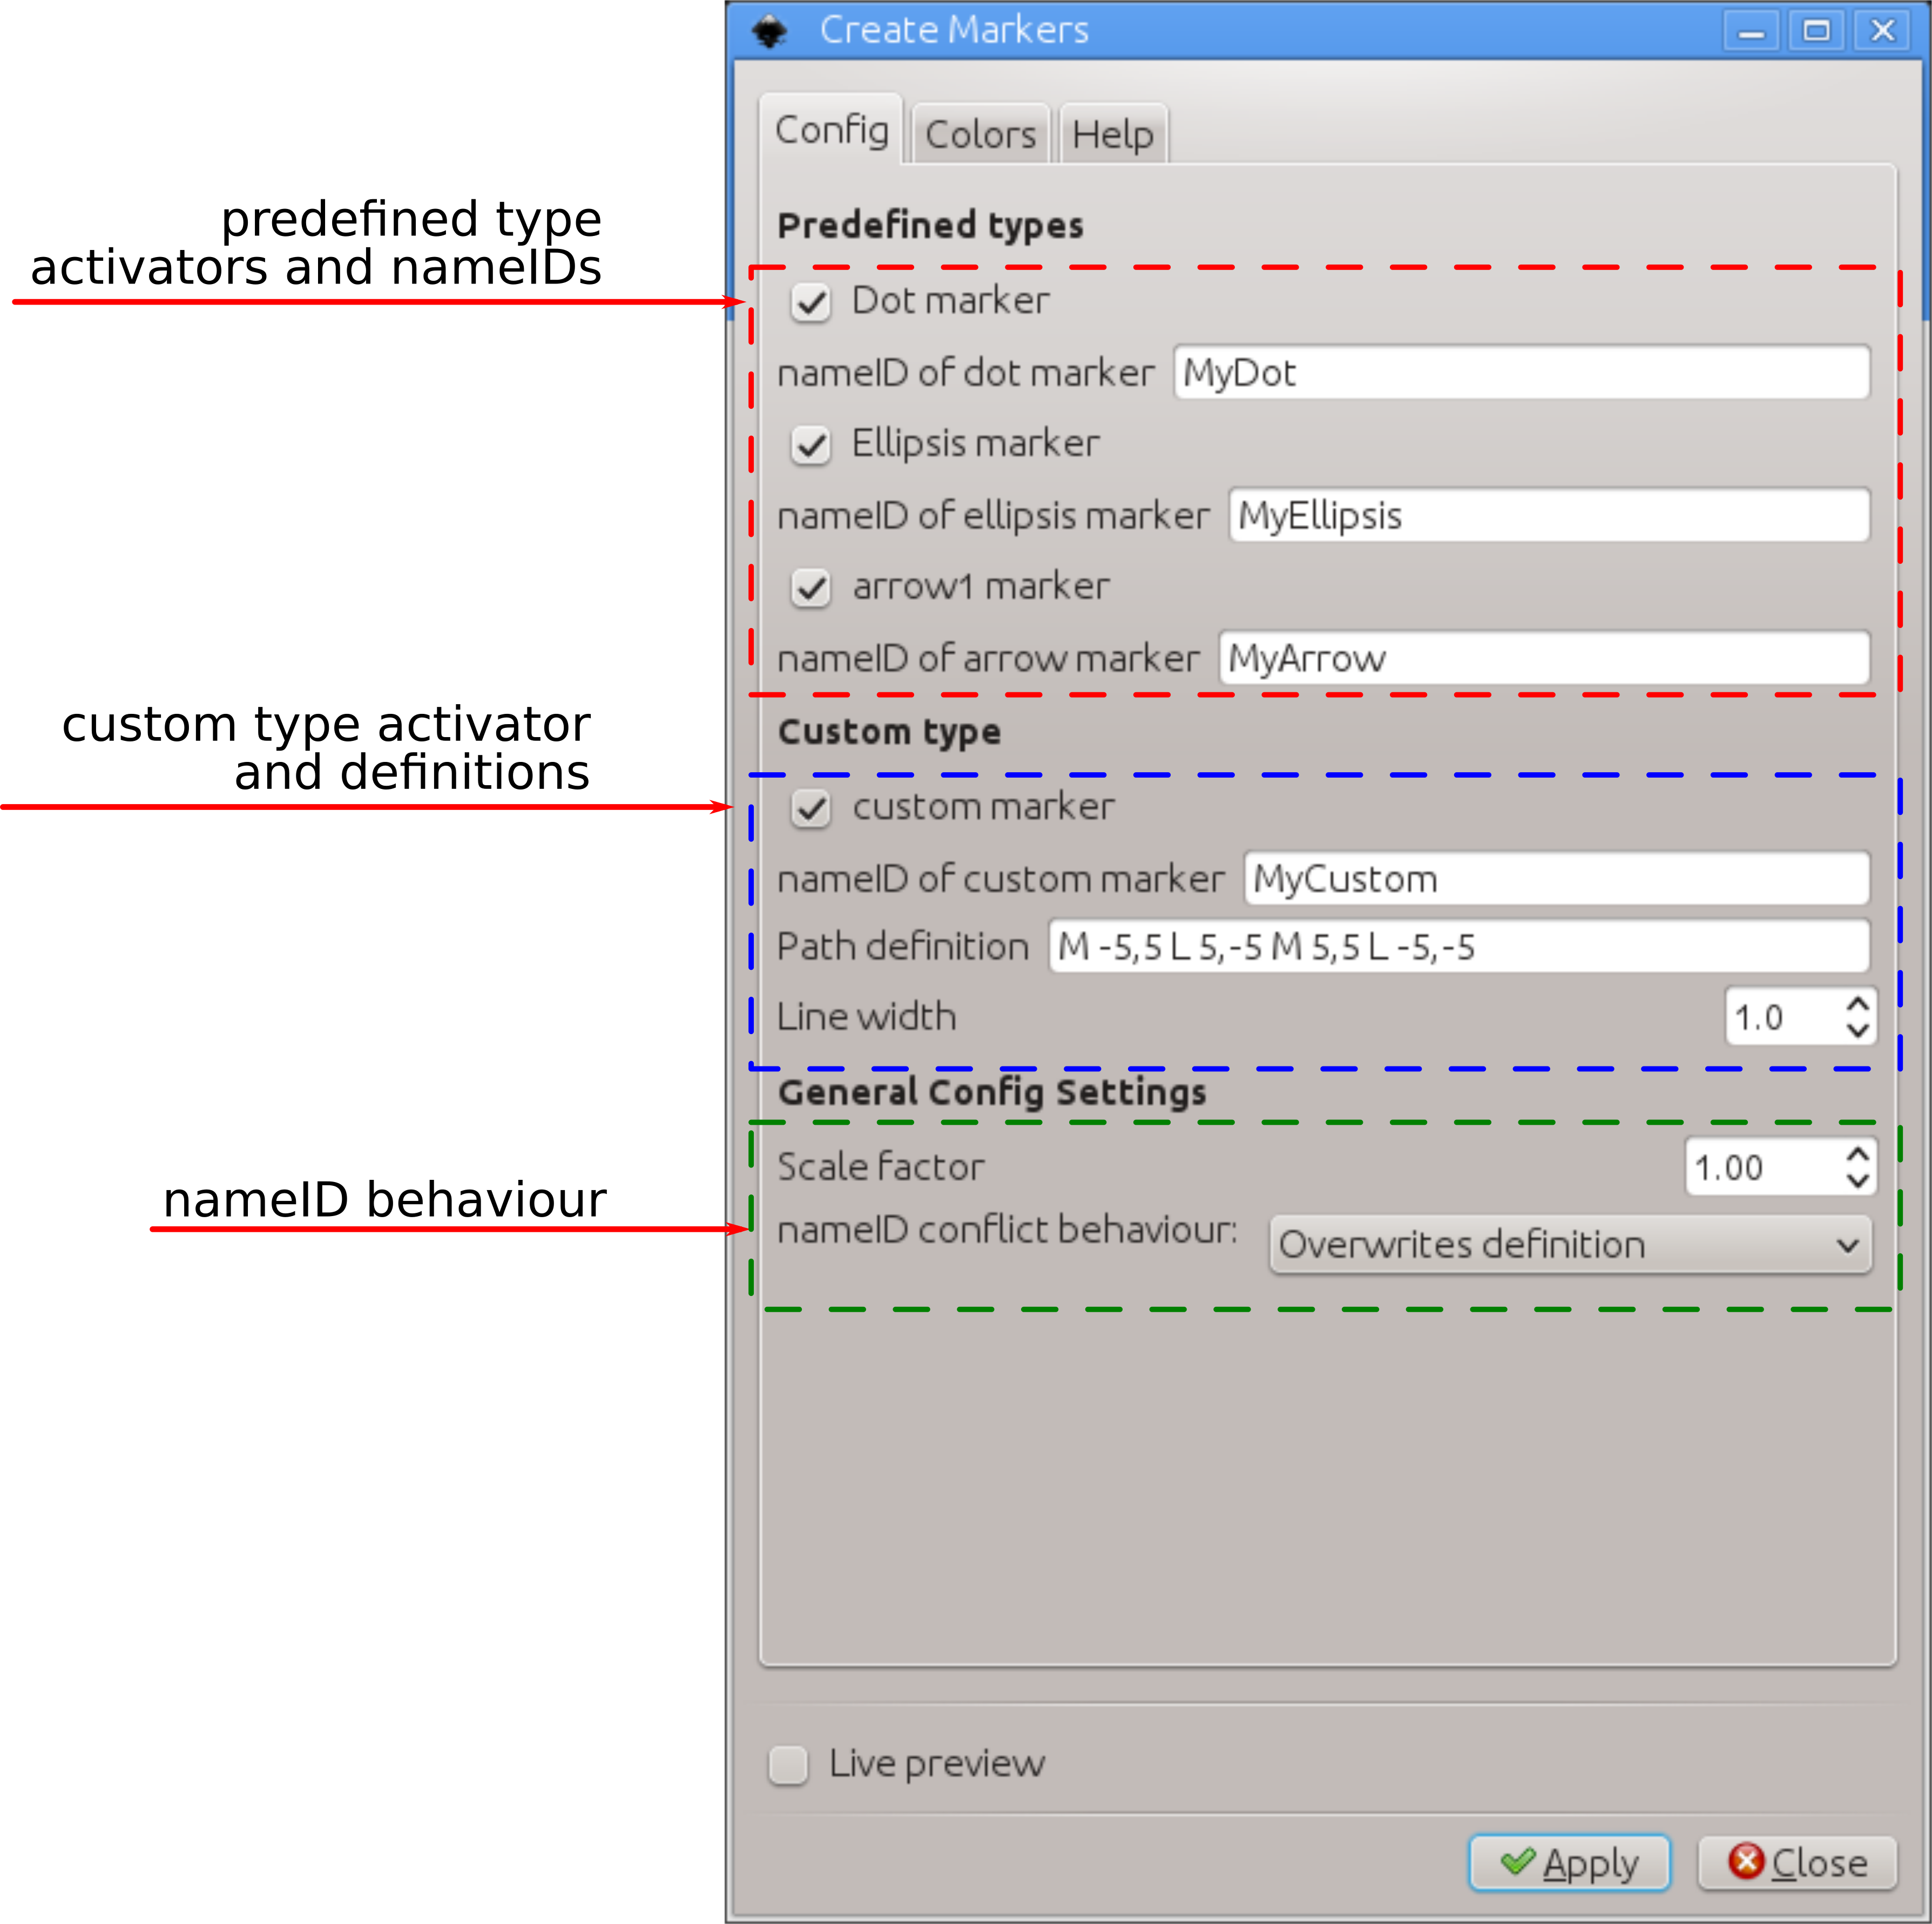 Create Markers
Config
Colors
Help
predefined type
activators and nameIDs
Predefined types
Dot marker
nameID of dot marker MyDot
Ellipsis marker
nameID of ellipsis marker MyEllipsis
arrow1 marker
nameID of arrow marker MyArrow
custom type activator
and definitions
Custom type
custom marker
nameID of custom marker MyCustom
Path definition M -5,5 L 5,-5 M 5,5 L -5,-5
Line width 1.0
General Config Settings
nameID behaviour
Scale factor 1.00
nameID conflict behaviour: Overwrites definition
Live preview
Apply
Close